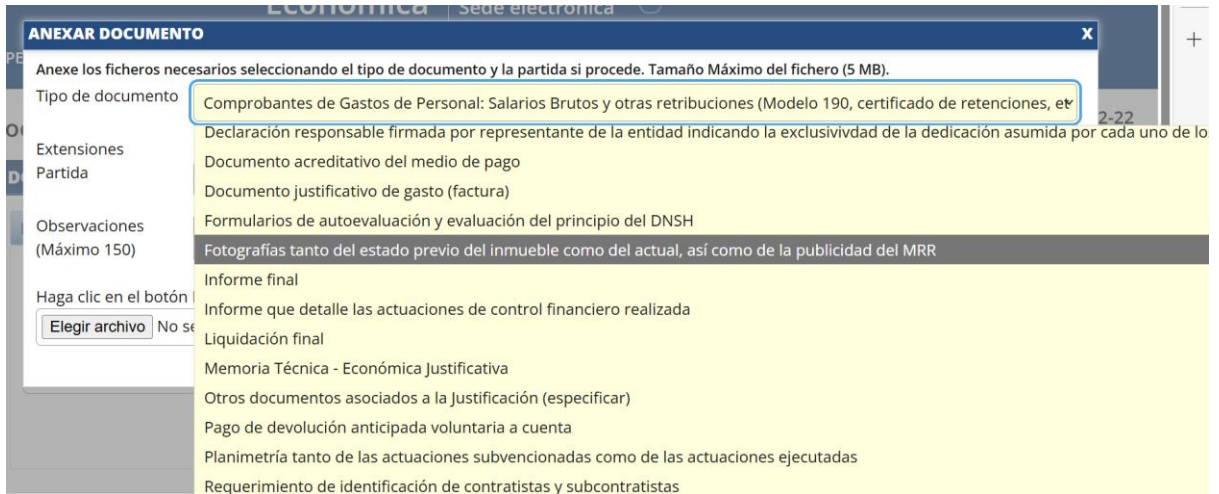 Económica Sede electrónica
ANEXAR DOCUMENTO X
PE
Anexe los ficheros necesarios seleccionando el tipo de documento y la partida si procede. Tamaño Máximo del fichero (5 MB).
Tipo de documento
Comprobantes de Gastos de Personal: Salarios Brutos y otras retribuciones (Modelo 190, certificado de retenciones, et
2-22
Declaración responsable firmada por representante de la entidad indicando la exclusivivdad de la dedicación asumida por cada uno de los
Extensiones
Documento acreditativo del medio de pago
Partida
Documento justificativo de gasto (factura)
Observaciones
Formularios de autoevaluación y evaluación del principio del DNSH
(Máximo 150)
Fotografías tanto del estado previo del inmueble como del actual, así como de la publicidad del MRR
Informe final
Haga clic en el botón
Informe que detalle las actuaciones de control financiero realizada
Elegir archivo No se
Liquidación final
Memoria Técnica - Económica Justificativa
Otros documentos asociados a la Justificación (especificar)
Pago de devolución anticipada voluntaria a cuenta
Planimetría tanto de las actuaciones subvencionadas como de las actuaciones ejecutadas
Requerimiento de identificación de contratistas y subcontratistas